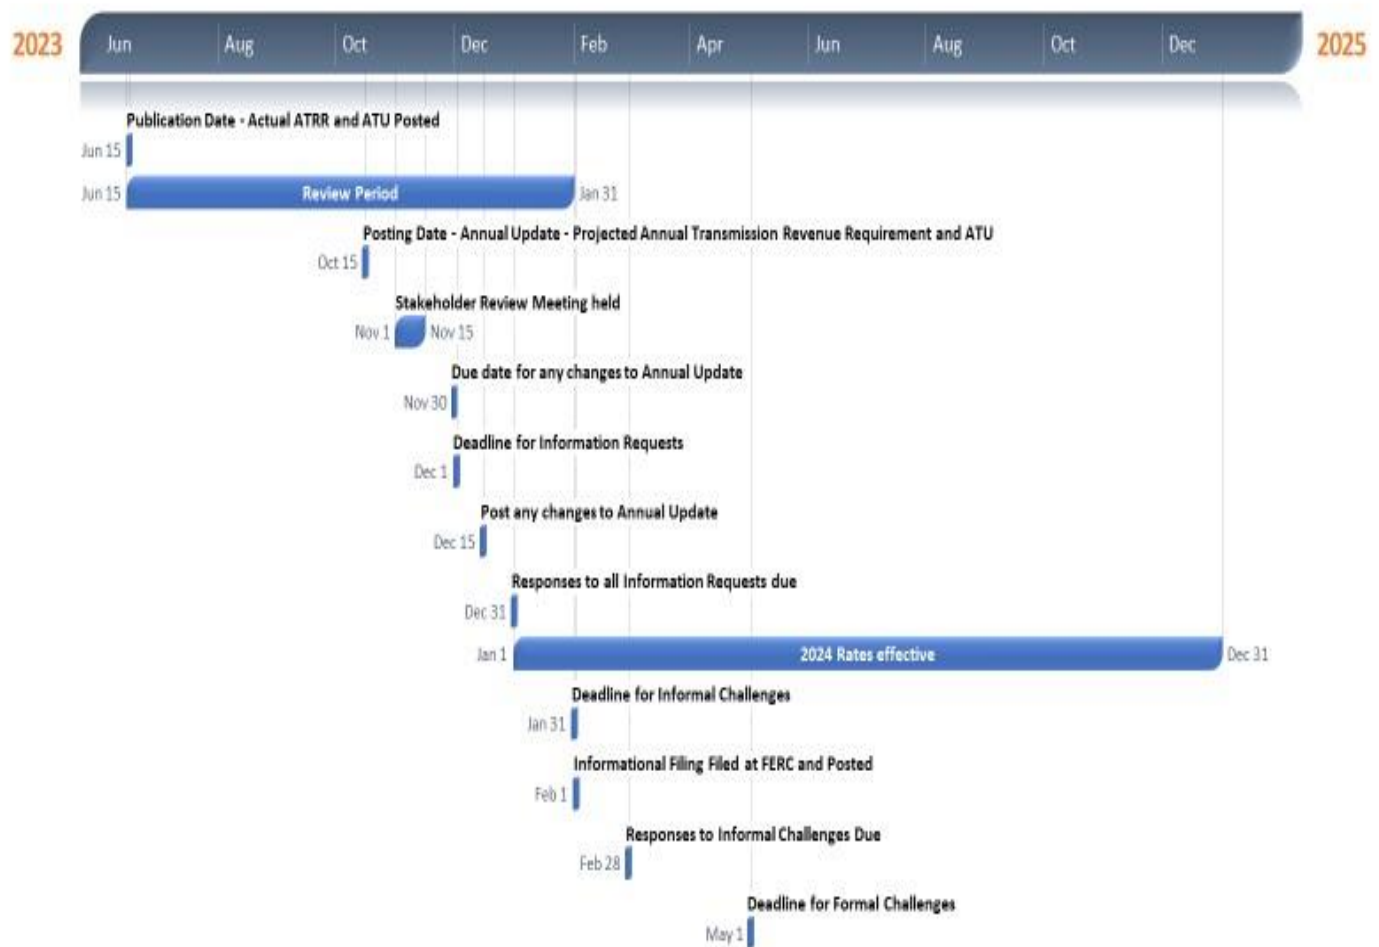 2023 Jun Aug Oct Dec Feb Apr Jun Aug Oct Dec 2025
Publication Date - Actual ATRR and ATU Posted
Jun 15
Jun 15 Review Period Jan 31
Posting Date - Annual Update - Projected Annual Transmission Revenue Requirement and ATU
Oct 15
Stakeholder Review Meeting held
Nov 1 Nov 15
Due date for any changes to Annual Update
Nov 30
Deadline for Information Requests
Dec 1
Post any changes to Annual Update
Dec 15
Responses to all Information Requests due
Dec 31
Jan 1 2024 Rates effective Dec 31
Deadline for Informal Challenges
Jan 31
Informational Filing Filed at FERC and Posted
Feb 1
Responses to Informal Challenges Due
Feb 28
Deadline for Formal Challenges
May 1